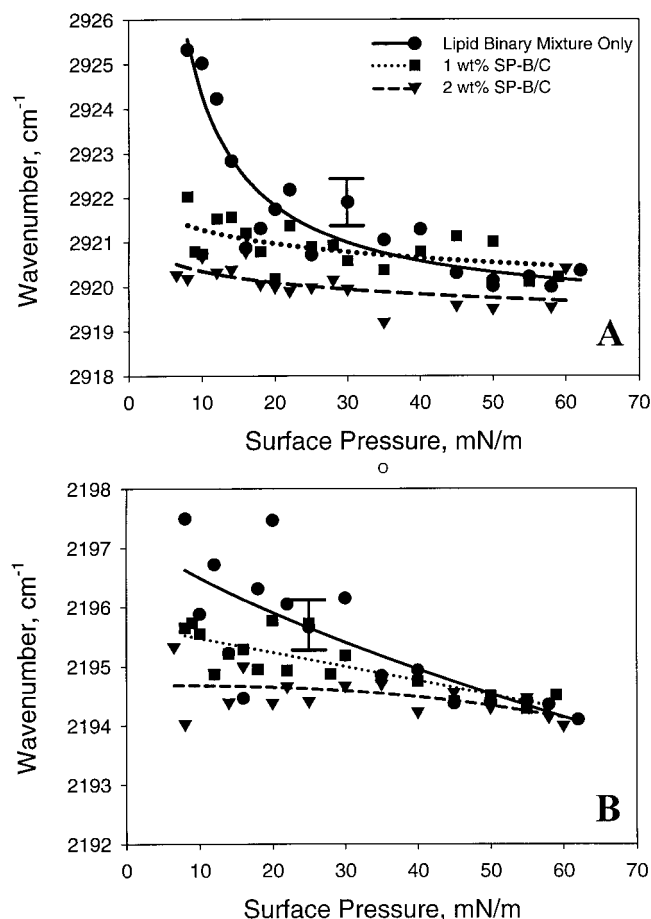 2926
2925
2924
2923
2922
2921
2920
2919
2918
Wavenumber, cm-1
Lipid Binary Mixture Only
1 wt% SP-B/C
2 wt% SP-B/C
A
0 10 20 30 40 50 60 70
Surface Pressure, mN/m
o
2198
2197
2196
2195
2194
2193
2192
Wavenumber, cm-1
B
0 10 20 30 40 50 60 70
Surface Pressure, mN/m